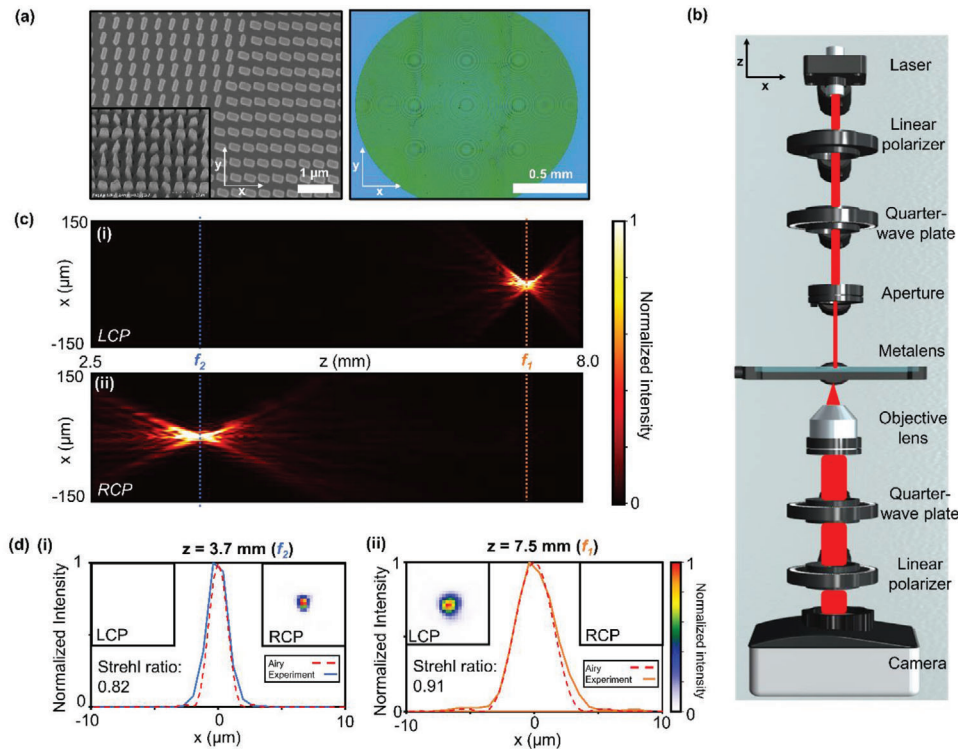 (a)
y
x
1 µm
y
x
0.5 mm
(b)
z
x
Laser
Linear
polarizer
Quarter-
wave plate
Aperture
Metalens
Objective
lens
Quarter-
wave plate
Linear
polarizer
Camera
(c)
150
x (µm)
-150
(i)
LCP
2.5
f2
z (mm)
f1
8.0
150
x (µm)
-150
(ii)
RCP
1
Normalized intensity
0
(d) (i)
z = 3.7 mm (f2)
1
Normalized Intensity
0
LCP
RCP
Strehl ratio:
0.82
Airy
Experiment
-10
0
10
x (µm)
(ii)
z = 7.5 mm (f1)
1
Normalized Intensity
0
LCP
RCP
Strehl ratio:
0.91
Airy
Experiment
-10
0
10
x (µm)
1
Normalized intensity
0